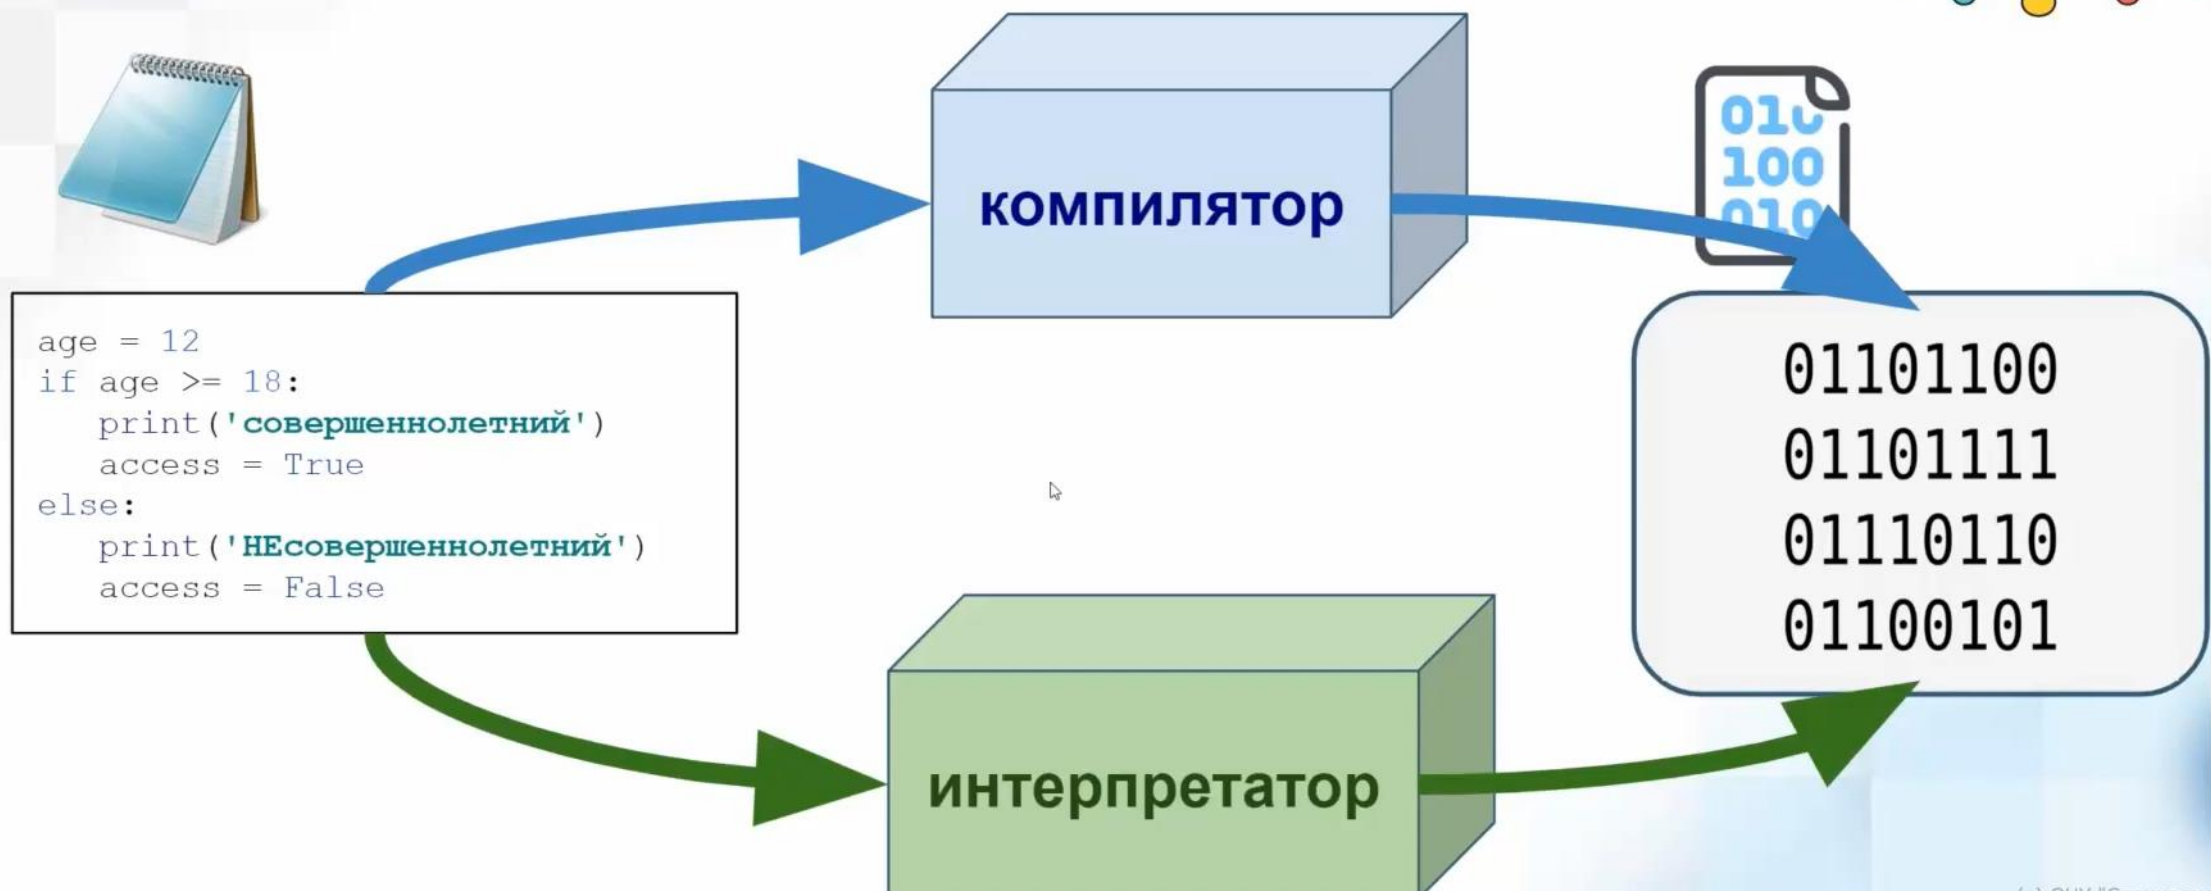 компилятор
010
100
010
age = 12
if age >= 18:
   print('совершеннолетний')
   access = True
else:
   print('НЕсовершеннолетний')
   access = False
01101100
01101111
01110110
01100101
интерпретатор